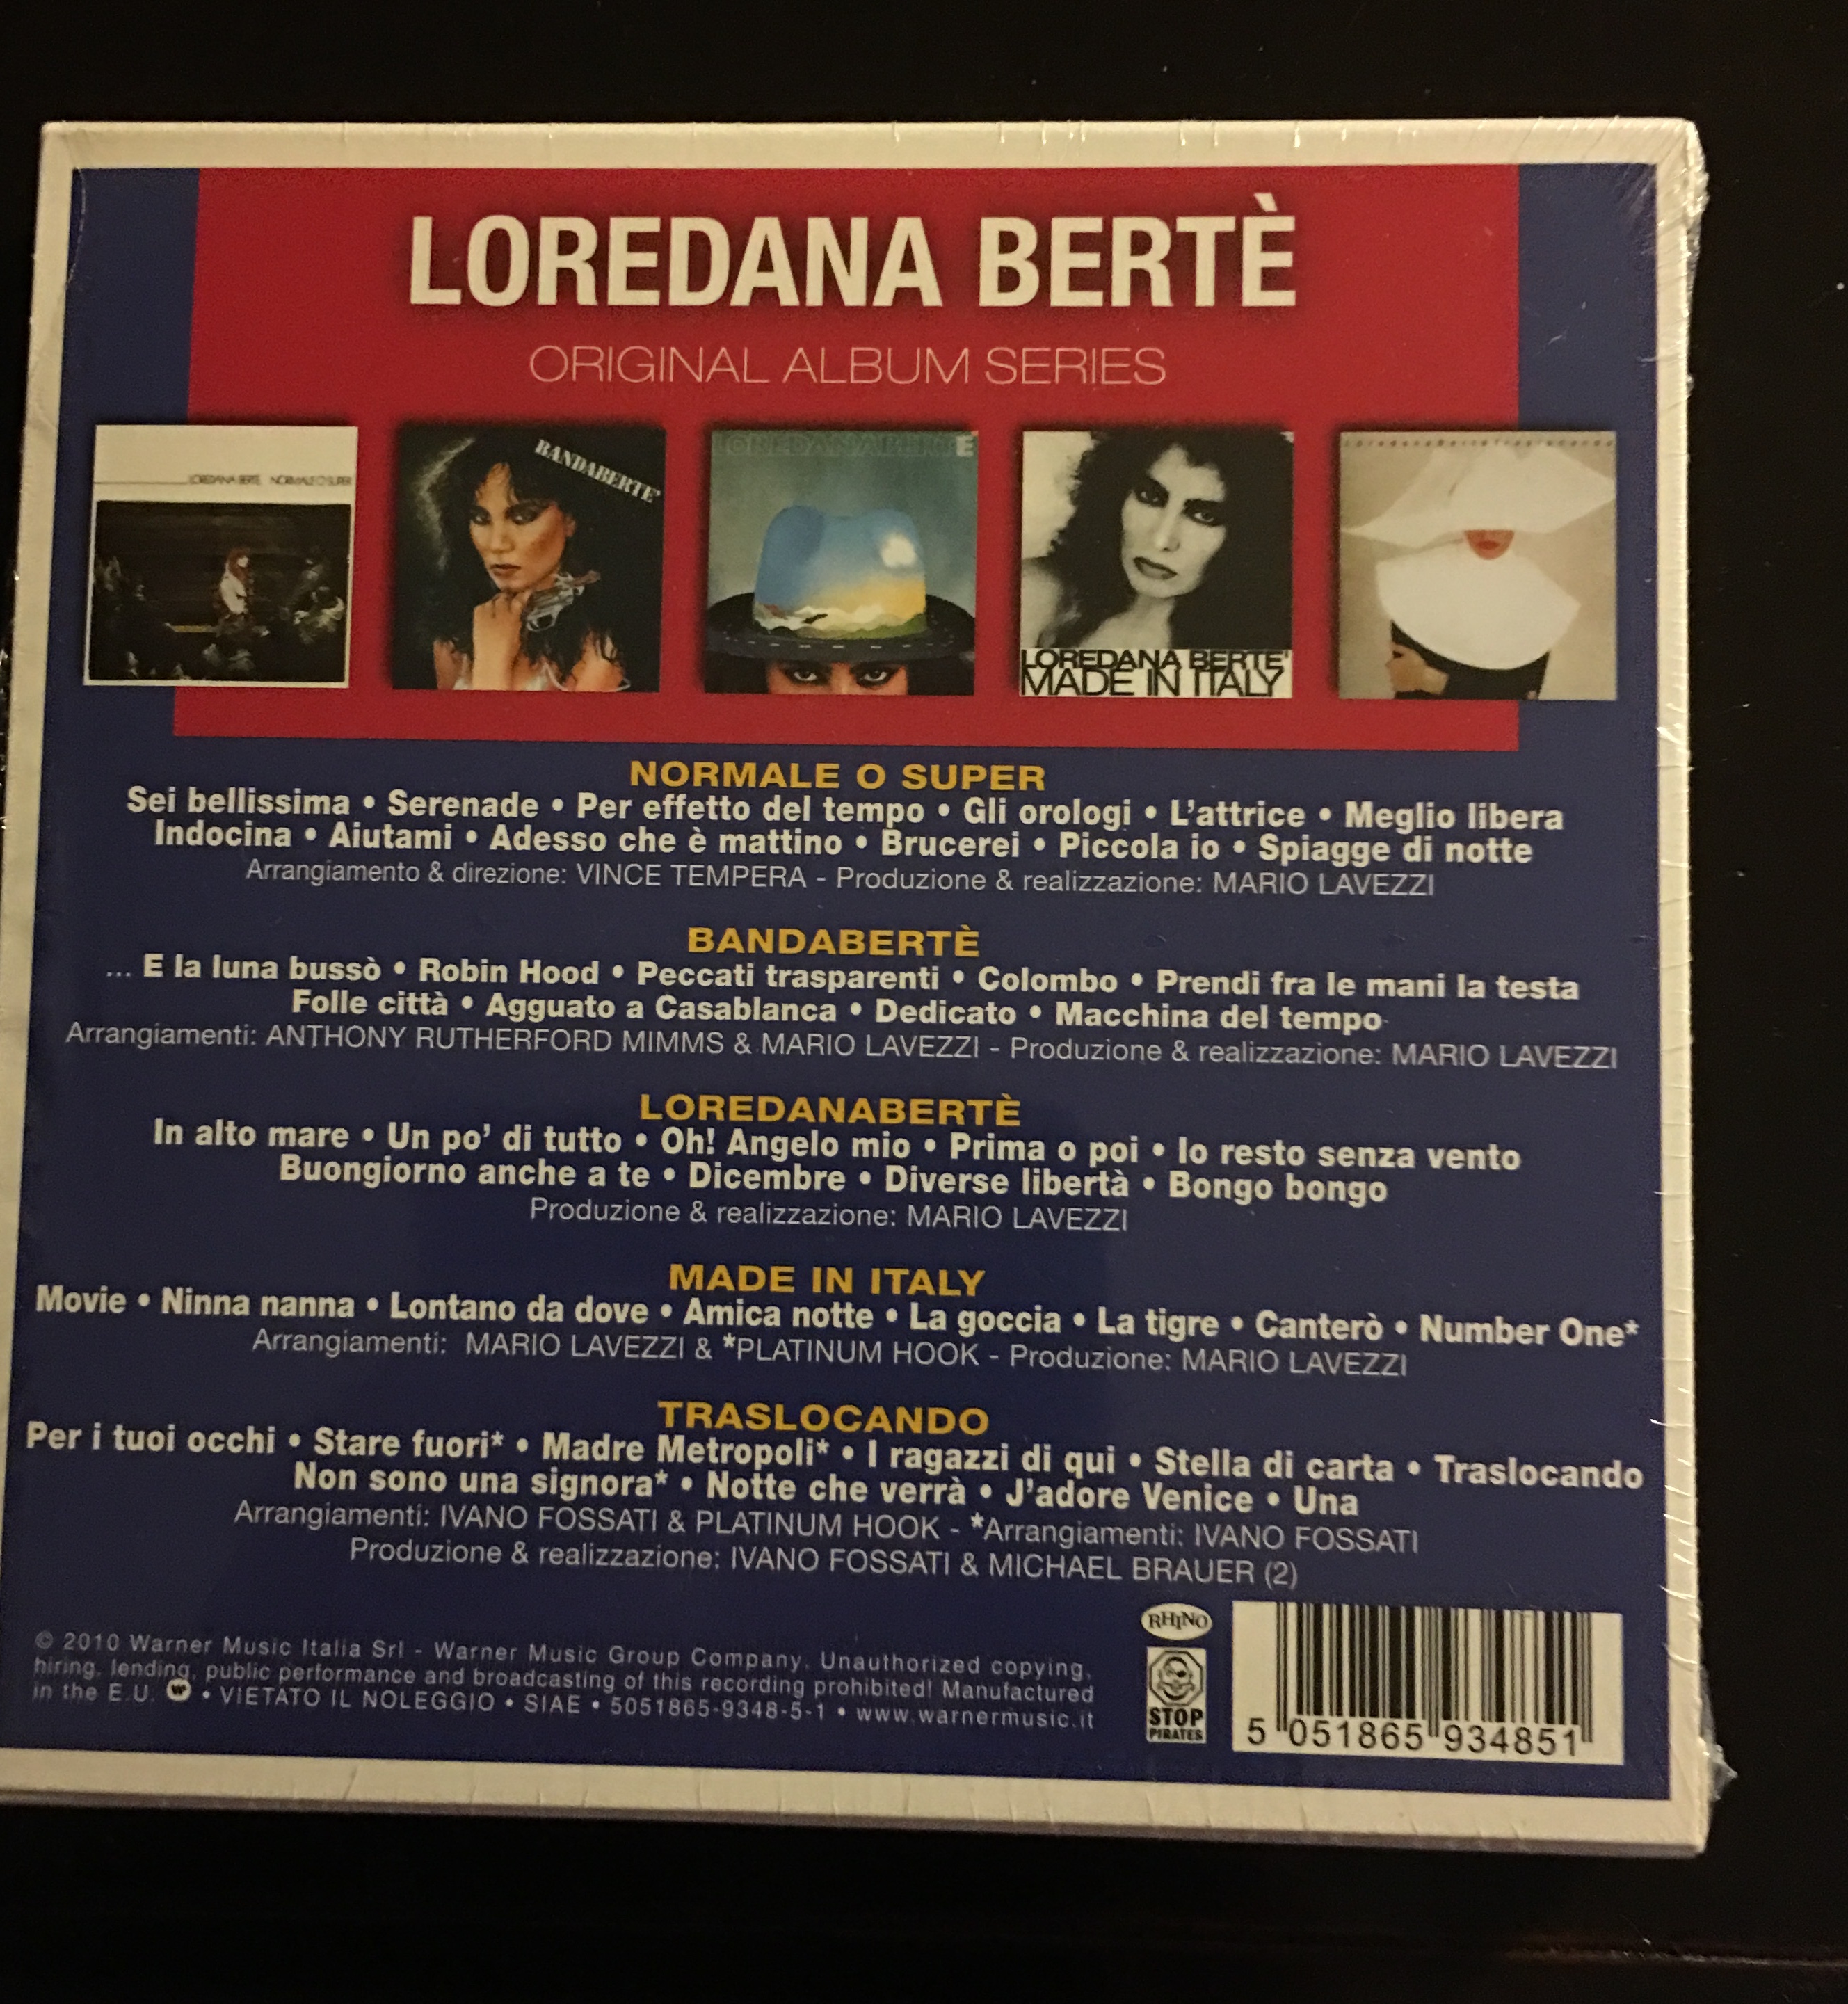 LOREDANA BERTÈ
ORIGINAL ALBUM SERIES
LOREDANA BERTE NORMALE O SUPER
BANDABERTE'
LOREDANABERTE
LOREDANA BERTE'
MADE IN ITALY
loredanabertetraslocando
NORMALE O SUPER
Sei bellissima • Serenade • Per effetto del tempo • Gli orologi • L'attrice • Meglio libera
Indocina • Aiutami • Adesso che è mattino • Brucerei • Piccola io • Spiagge di notte
Arrangiamento & direzione: VINCE TEMPERA - Produzione & realizzazione: MARIO LAVEZZI
BANDABERTÈ
... E la luna bussò • Robin Hood • Peccati trasparenti • Colombo • Prendi fra le mani la testa
Folle città • Agguato a Casablanca • Dedicato • Macchina del tempo
Arrangiamenti: ANTHONY RUTHERFORD MIMMS & MARIO LAVEZZI - Produzione & realizzazione: MARIO LAVEZZI
LOREDANABERTÈ
In alto mare • Un po' di tutto • Oh! Angelo mio • Prima o poi • Io resto senza vento
Buongiorno anche a te • Dicembre • Diverse libertà • Bongo bongo
Produzione & realizzazione: MARIO LAVEZZI
MADE IN ITALY
Movie • Ninna nanna • Lontano da dove • Amica notte • La goccia • La tigre • Canterò • Number One*
Arrangiamenti: MARIO LAVEZZI & *PLATINUM HOOK - Produzione: MARIO LAVEZZI
TRASLOCANDO
Per i tuoi occhi • Stare fuori* • Madre Metropoli* • I ragazzi di qui • Stella di carta • Traslocando
Non sono una signora* • Notte che verrà • J'adore Venice • Una
Arrangiamenti: IVANO FOSSATI & PLATINUM HOOK - *Arrangiamenti: IVANO FOSSATI
Produzione & realizzazione: IVANO FOSSATI & MICHAEL BRAUER (2)
© 2010 Warner Music Italia Srl - Warner Music Group Company. Unauthorized copying,
hiring, lending, public performance and broadcasting of this recording prohibited! Manufactured
in the E.U. • VIETATO IL NOLEGGIO • SIAE • 5051865-9348-5-1 • www.warnermusic.it
RHINO
STOP
PIRATES
5 051865 934851